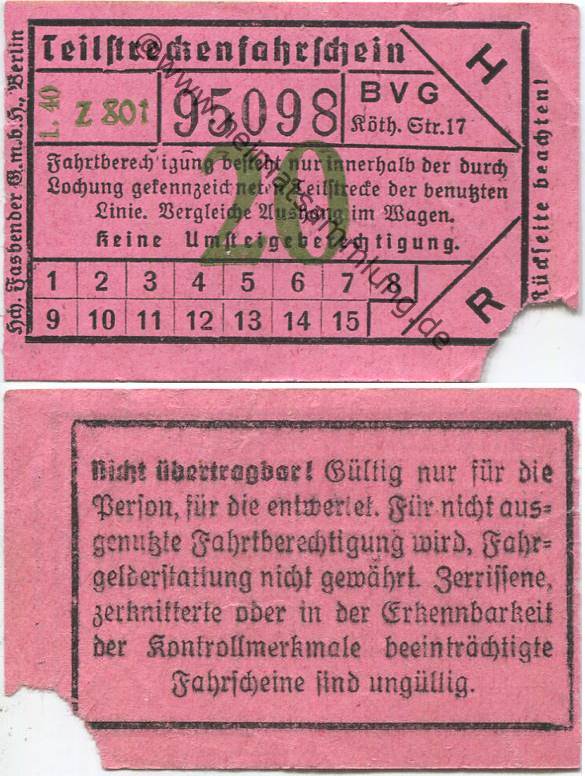 Hch. Fasbender G.m.b.H., Berlin
Teilstreckenfahrschein
1. 40
Z 801
95098
BVG
Köth. Str.17
H
Fahrtberechtigung besteht nur innerhalb der durch
Lochung gekennzeichneten Teilstrecke der benutzten
Linie. Vergleiche Aushang im Wagen.
Keine Umsteigeberechtigung.
20
1 2 3 4 5 6 7 8
9 10 11 12 13 14 15
R
Rückseite beachten!
© www.heimatsammlung.de
Nicht übertragbar! Gültig nur für die
Person, für die entwertet. Für nicht aus=
genutzte Fahrtberechtigung wird, Fahr=
gelderstattung nicht gewährt. Zerrissene,
zerknitterte oder in der Erkennbarkeit
der Kontrollmerkmale beeinträchtigte
Fahrscheine sind ungültig.